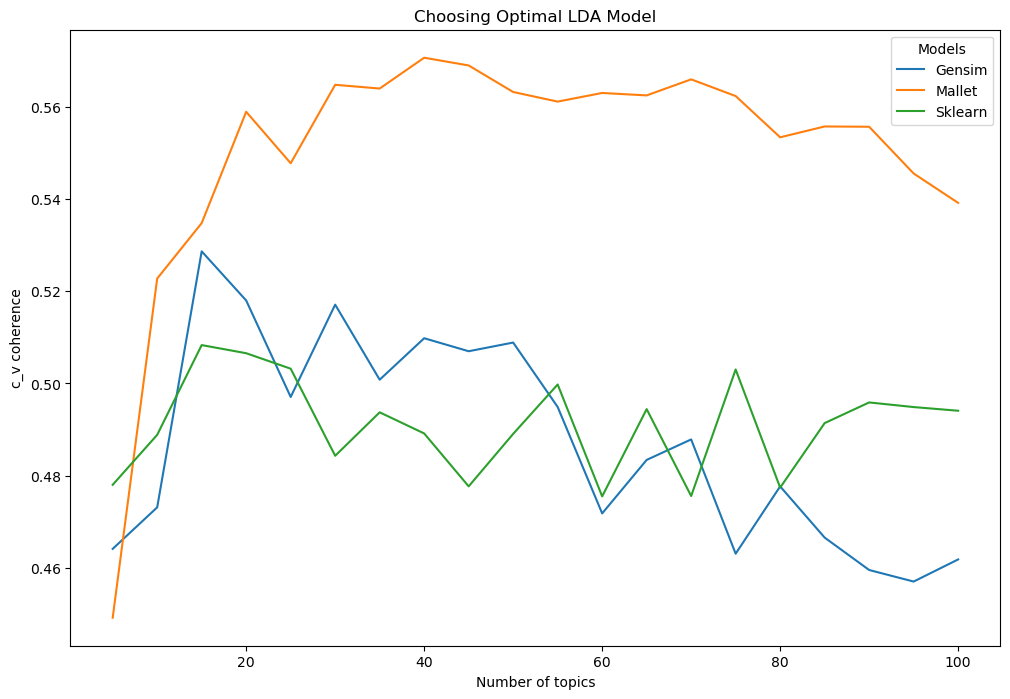 Choosing Optimal LDA Model
Models
Gensim
Mallet
Sklearn
c_v coherence
0.56
0.54
0.52
0.50
0.48
0.46
20
40
60
80
100
Number of topics